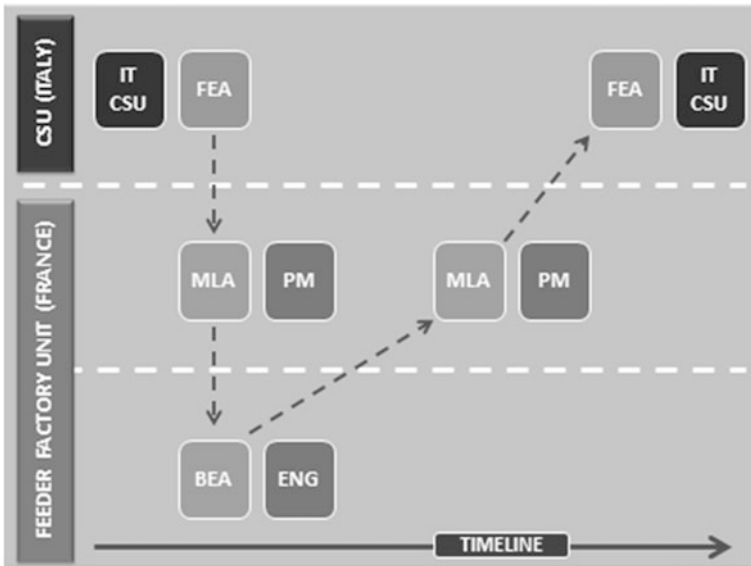 CSU (ITALY)
IT
CSU
FEA
FEA
IT
CSU
FEEDER FACTORY UNIT (FRANCE)
MLA
PM
MLA
PM
BEA
ENG
TIMELINE